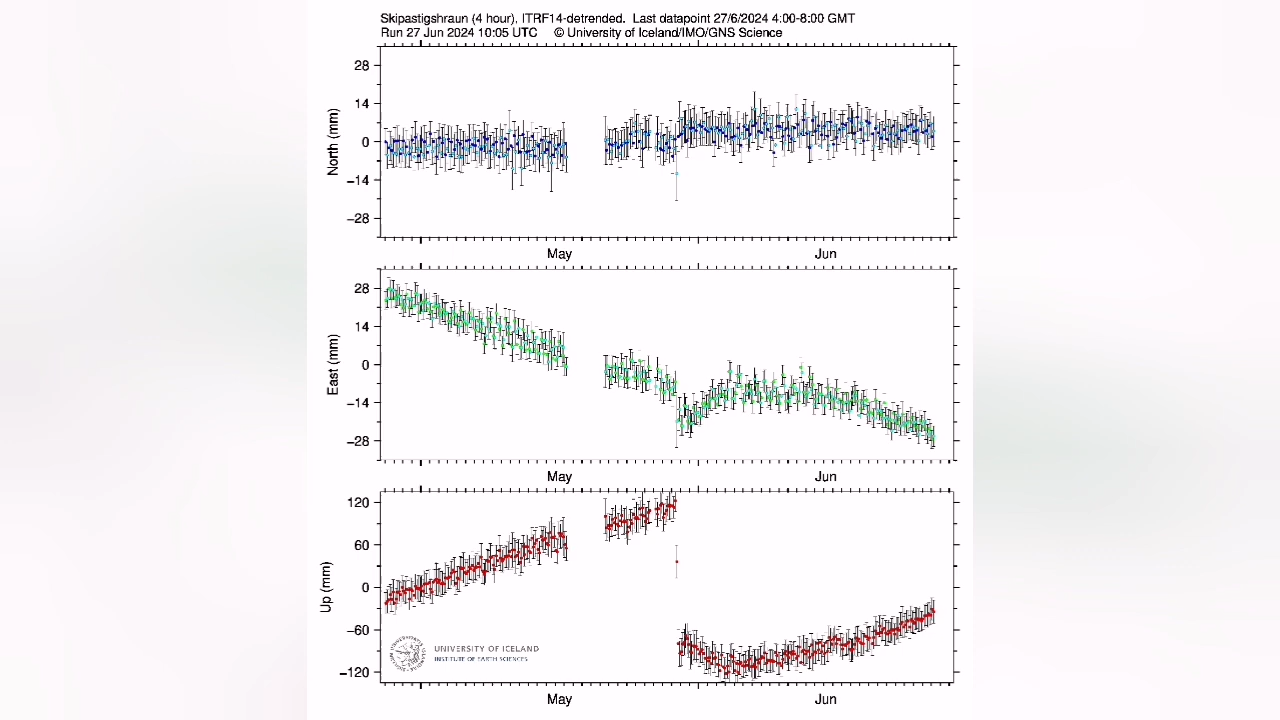 Skipastigshraun (4 hour), ITRF14-detrended.  Last datapoint 27/6/2024 4:00-8:00 GMT
Run 27 Jun 2024 10:05 UTC     © University of Iceland/IMO/GNS Science
28
14
0
−14
−28
North (mm)
May
Jun
28
14
0
−14
−28
East (mm)
May
Jun
120
60
0
−60
−120
Up (mm)
UNIVERSITY OF ICELAND
INSTITUTE OF EARTH SCIENCES
May
Jun